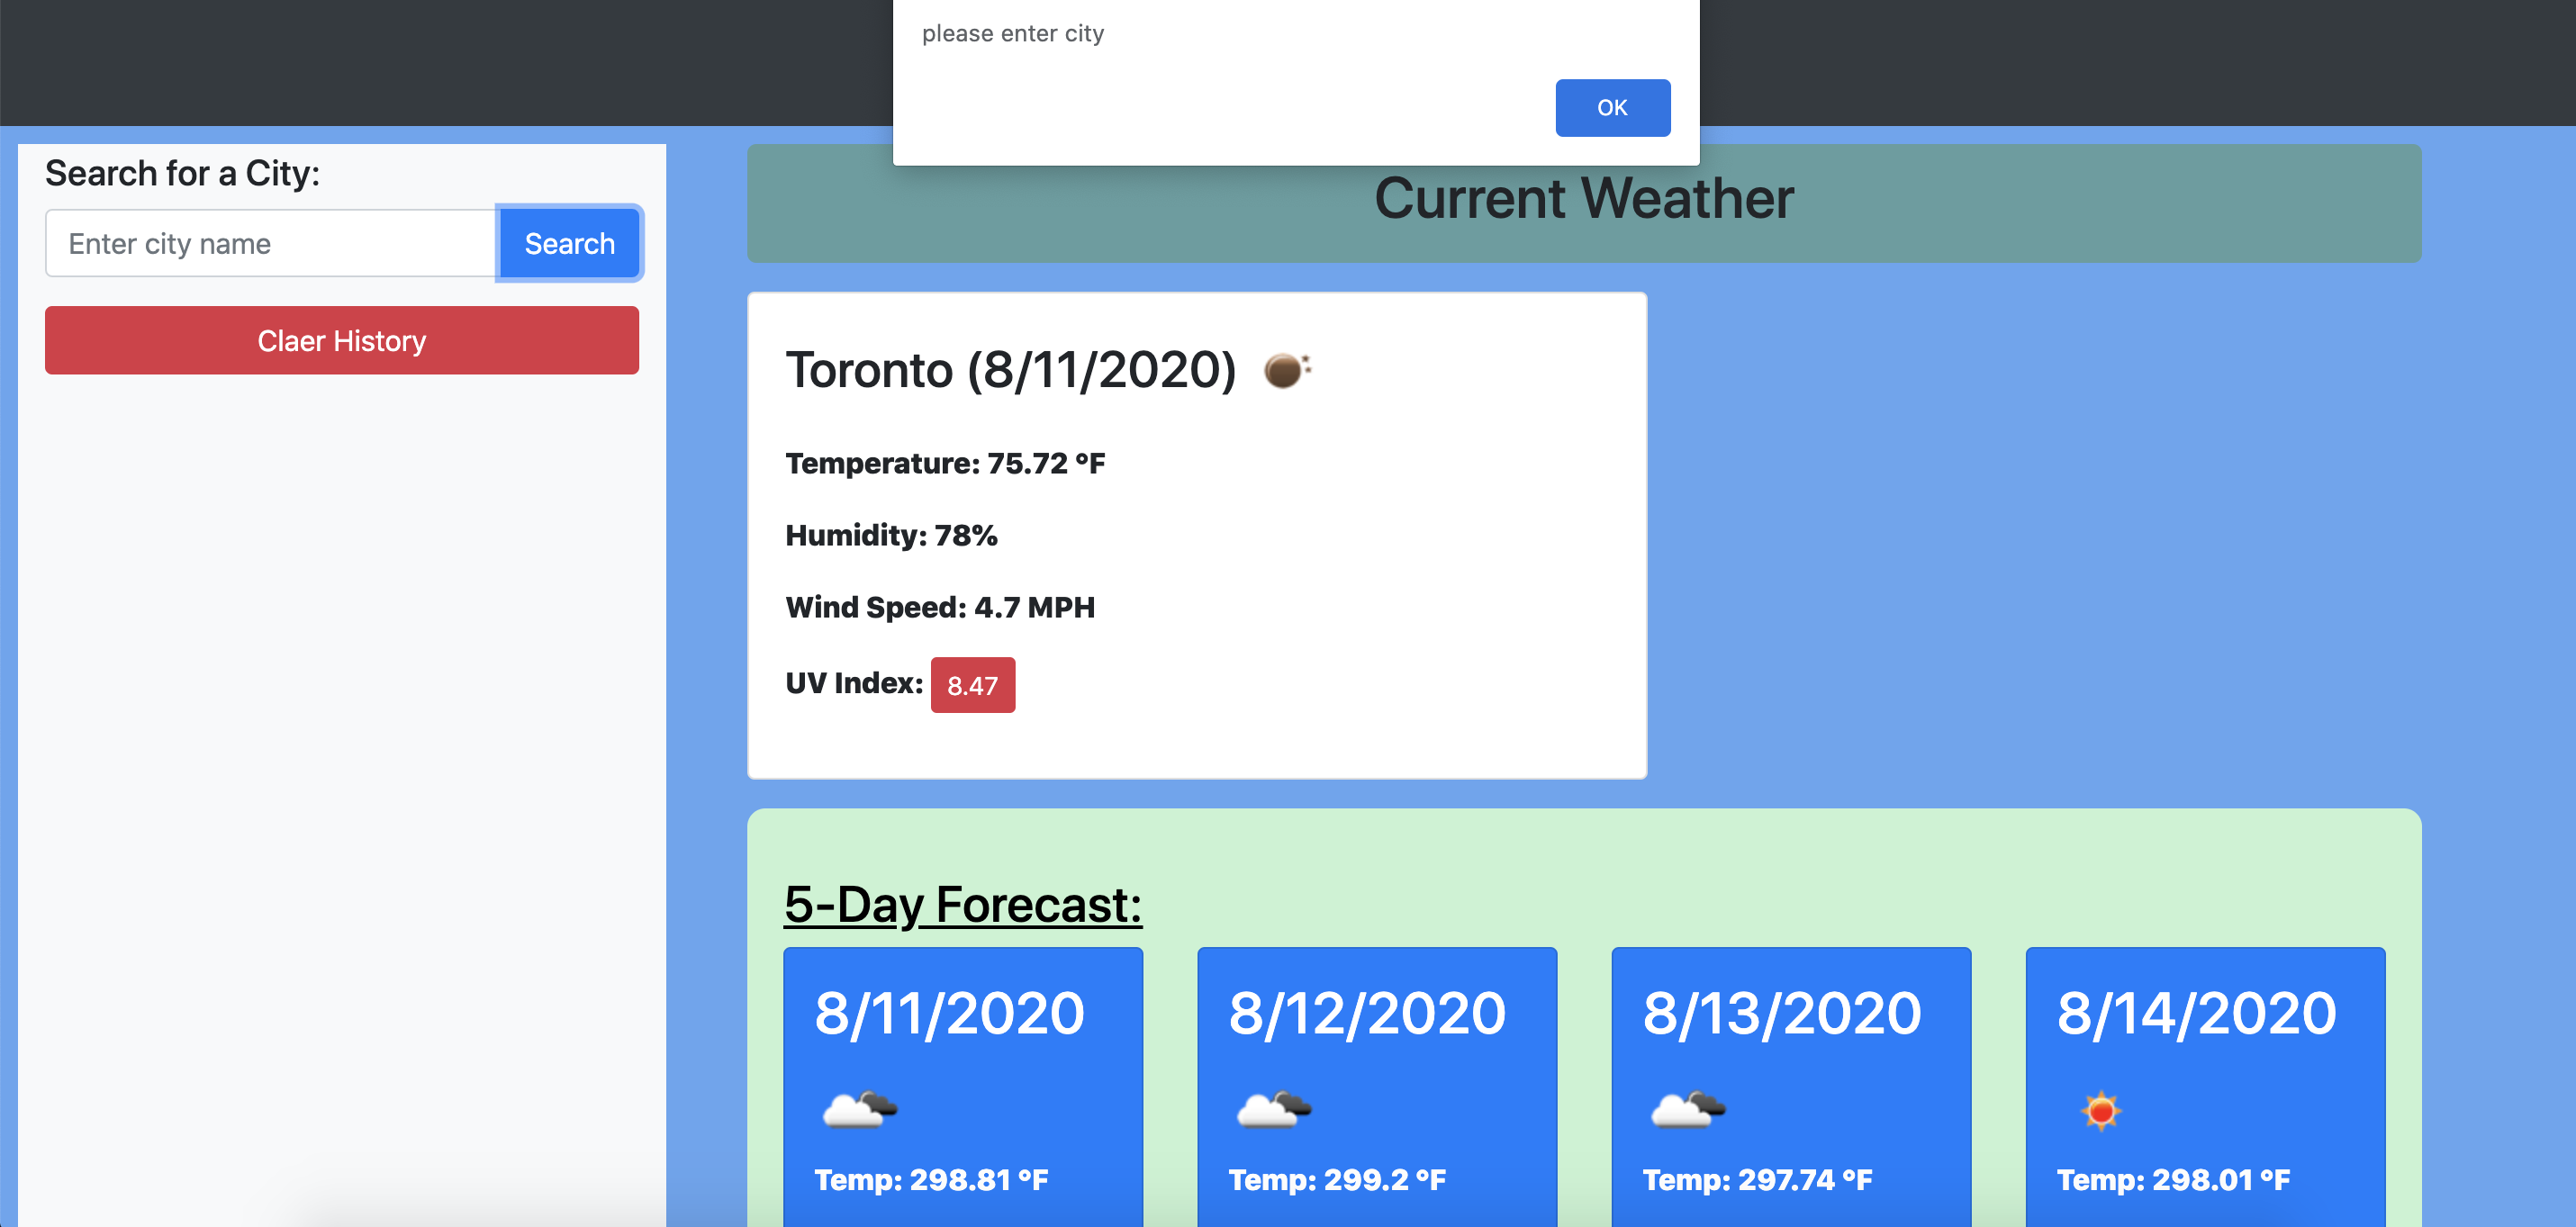 please enter city
OK
Search for a City:
Enter city name
Search
Claer History
Current Weather
Toronto (8/11/2020)
Temperature: 75.72 °F
Humidity: 78%
Wind Speed: 4.7 MPH
UV Index: 8.47
5-Day Forecast:
8/11/2020
Temp: 298.81 °F
8/12/2020
Temp: 299.2 °F
8/13/2020
Temp: 297.74 °F
8/14/2020
Temp: 298.01 °F